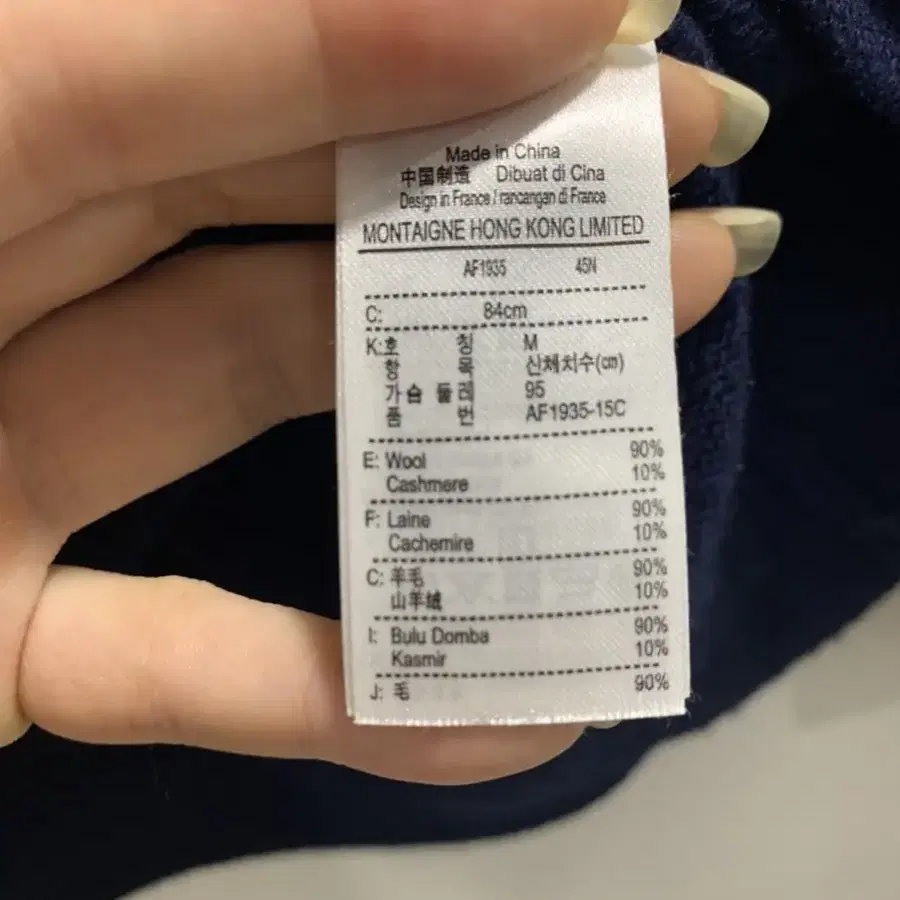 Made in China
中国制造 Dibuat di Cina
Design in France / rancangan di France
MONTAIGNE HONG KONG LIMITED
AF1935 45N
C: 84cm
K:호 칭 M
항 목 신체치수(cm)
가슴 둘레 95
품 번 AF1935-15C
E: Wool 90%
Cashmere 10%
F: Laine 90%
Cachemire 10%
C: 羊毛 90%
山羊绒 10%
I: Bulu Domba 90%
Kasmir 10%
J: 毛 90%